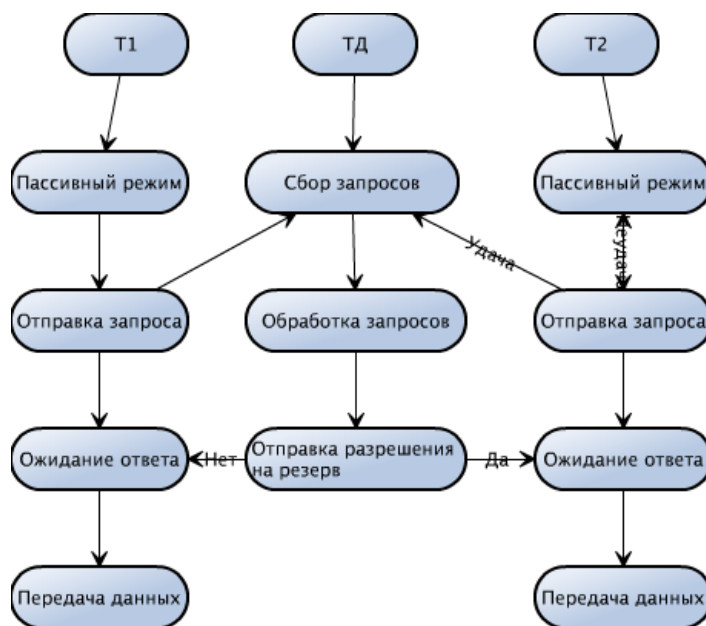 Т1
ТД
Т2
Пассивный режим
Сбор запросов
Пассивный режим
Удача
Отправка запроса
Обработка запросов
Отправка запроса
Ожидание ответа
Нет
Отправка разрешения
на резерв
Да
Ожидание ответа
Передача данных
Передача данных